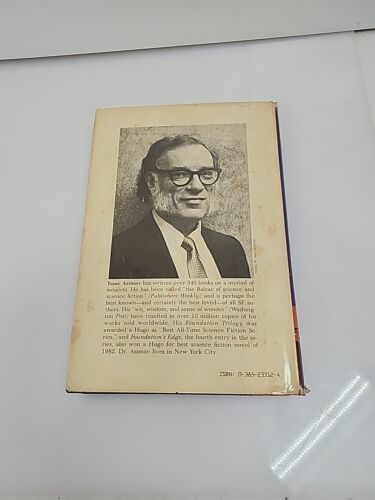 Isaac Asimov has written over 340 books on a myriad of
subjects. He has been called "the Balzac of science and
science fiction" (Publishers Weekly), and is perhaps the
best known—and certainly the best loved—of all SF au-
thors. His "wit, wisdom, and sense of wonder" (Washing-
ton Post) have resulted in over 10 million copies of his
works sold worldwide. His Foundation Trilogy was
awarded a Hugo as "Best All-Time Science Fiction Se-
ries," and Foundation's Edge, the fourth entry in the se-
ries, also won a Hugo for best science fiction novel of
1982. Dr. Asimov lives in New York City.
ISBN: 0-385-23312-4